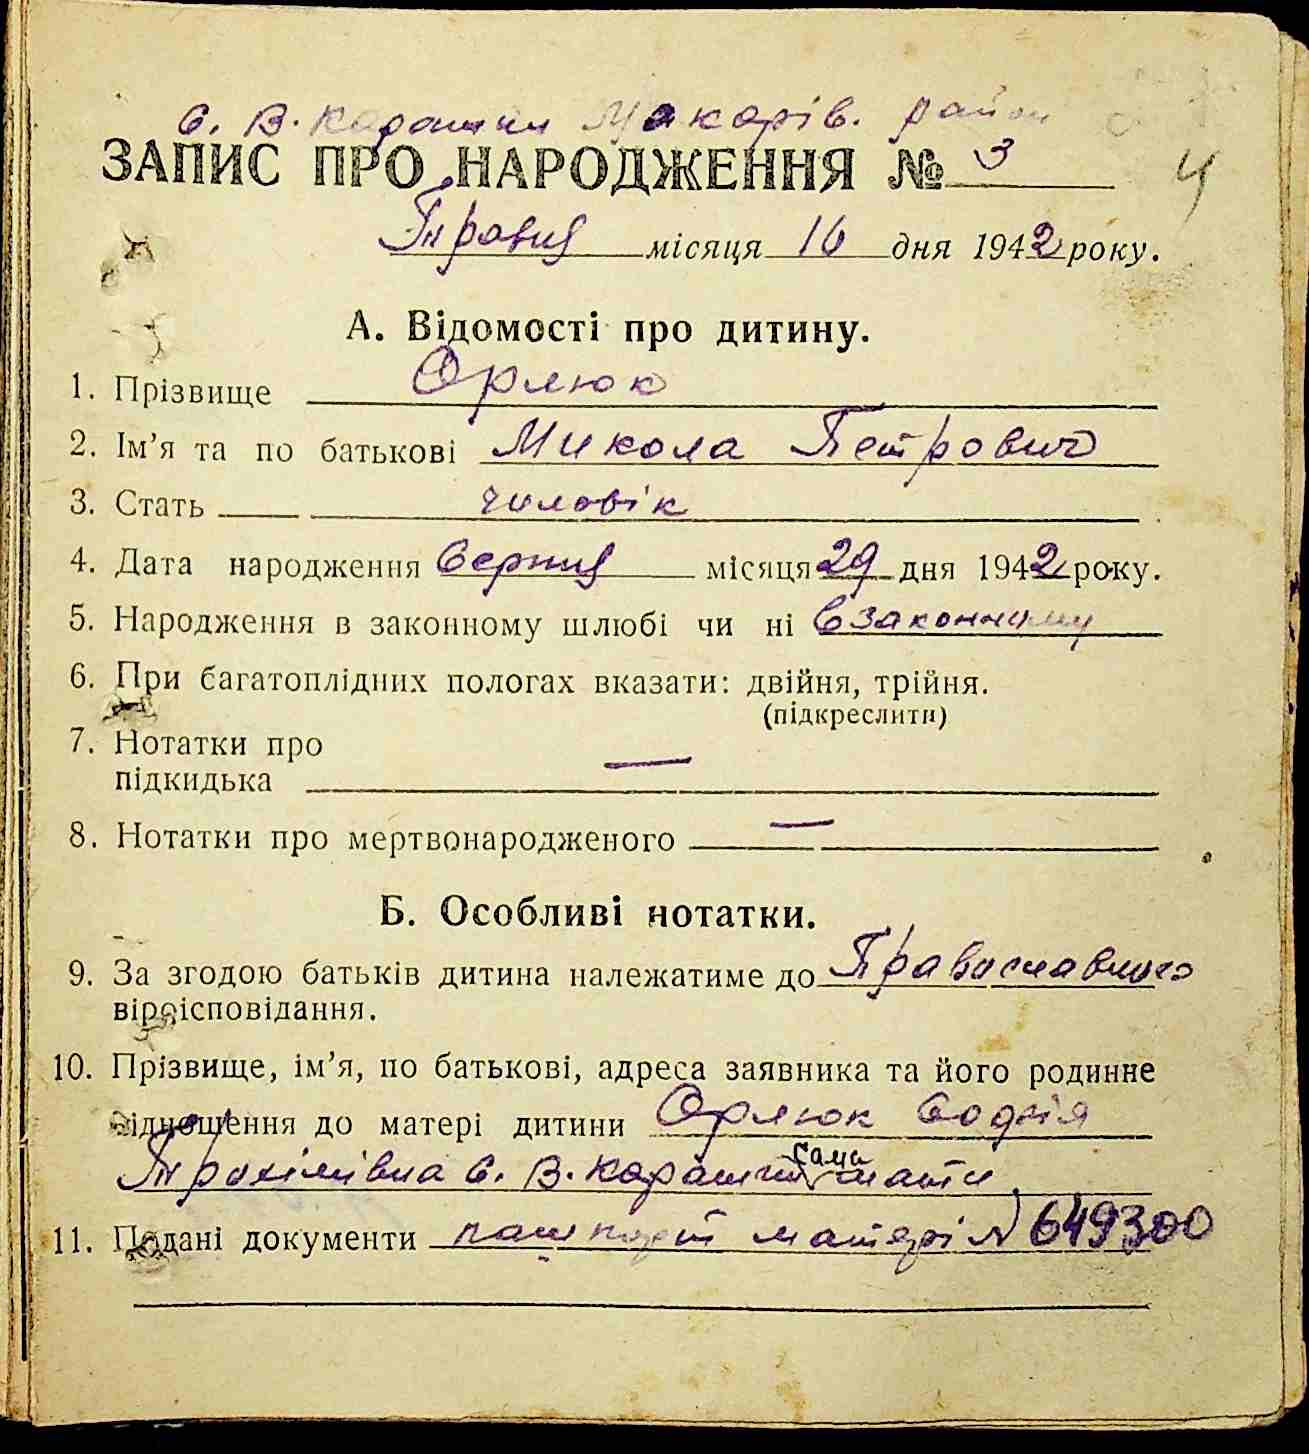 с. В. Карашин Макарів. район
ЗАПИС ПРО НАРОДЖЕННЯ № 3
4
Травня місяця 16 дня 1942 року.
А. Відомості про дитину.
1. Прізвище Орлюк
2. Ім’я та по батькові Микола Петрович
3. Стать чиловік
4. Дата народження Серпня місяця 29 дня 1942 року.
5. Народження в законному шлюбі чи ні в законному
6. При багатоплідних пологах вказати: двійня, трійня.
(підкреслити)
7. Нотатки про
підкидька —
8. Нотатки про мертвонародженого —
Б. Особливі нотатки.
9. За згодою батьків дитина належатиме до Православного
віроісповідання.
10. Прізвище, ім’я, по батькові, адреса заявника та його родинне
відношення до матері дитини Орлюк Софія
Трохимівна с. В. Карашин сама мати
11. Подані документи пашпорт матері № 649300